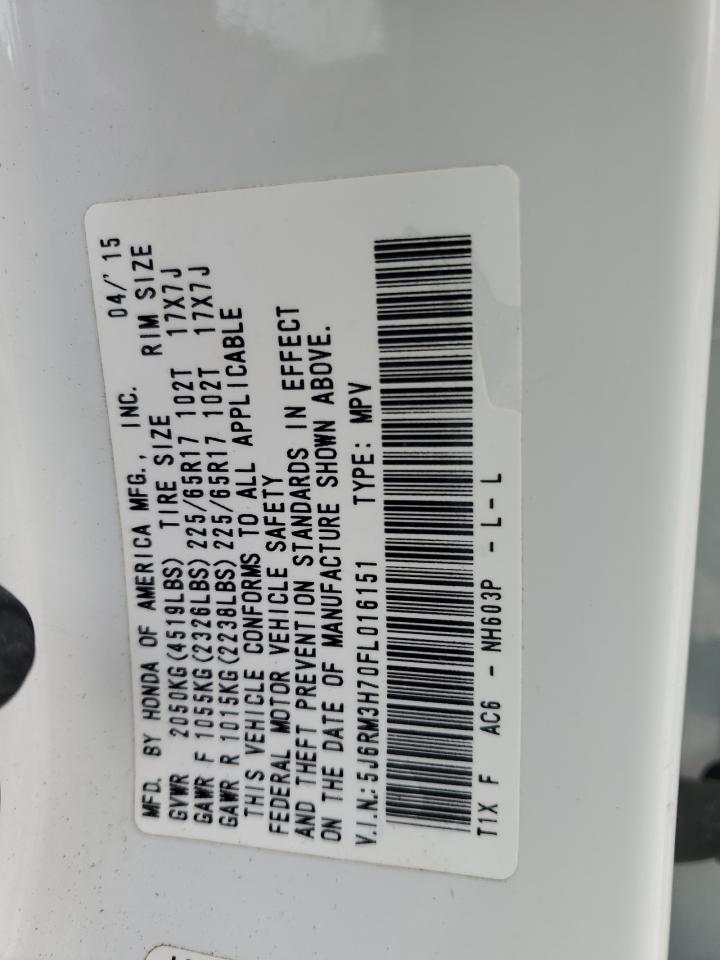 MFD. BY HONDA OF AMERICA MFG., INC. 04/'15
GVWR 2050KG(4519LBS) TIRE SIZE RIM SIZE
GAWR F 1055KG(2326LBS)225/65R17 102T 17X7J
GAWR R 1015KG(2238LBS)225/65R17 102T 17X7J
THIS VEHICLE CONFORMS TO ALL APPLICABLE
FEDERAL MOTOR VEHICLE SAFETY
AND THEFT PREVENTION STANDARDS IN EFFECT
ON THE DATE OF MANUFACTURE SHOWN ABOVE.
V.I.N.: 5J6RM3H70FL016151 TYPE: MPV
T1X F AC6 - NH603P - L - L